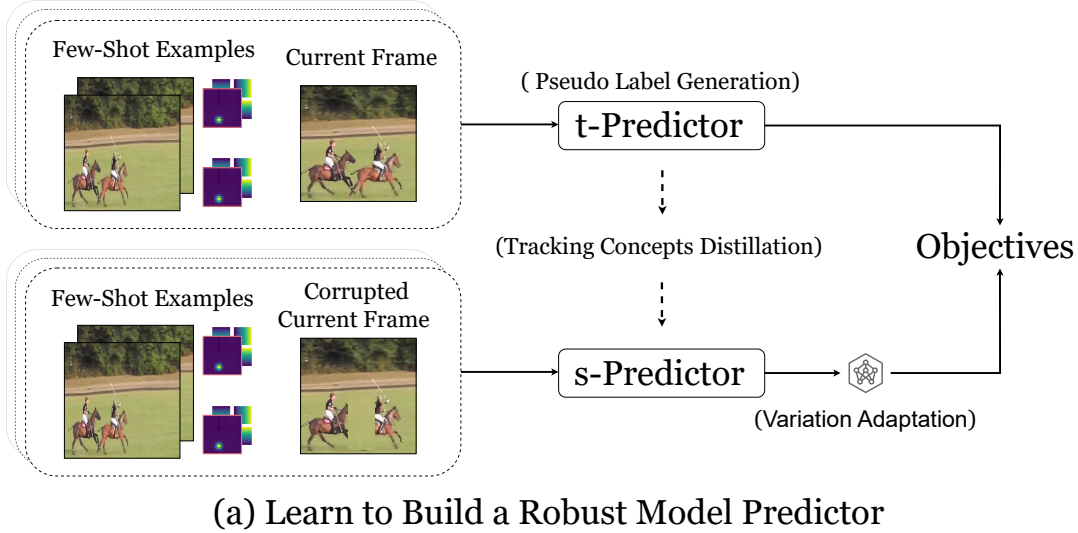 Few-Shot Examples
Current Frame
( Pseudo Label Generation)
t-Predictor
(Tracking Concepts Distillation)
Objectives
Few-Shot Examples
Corrupted
Current Frame
s-Predictor
(Variation Adaptation)
(a) Learn to Build a Robust Model Predictor